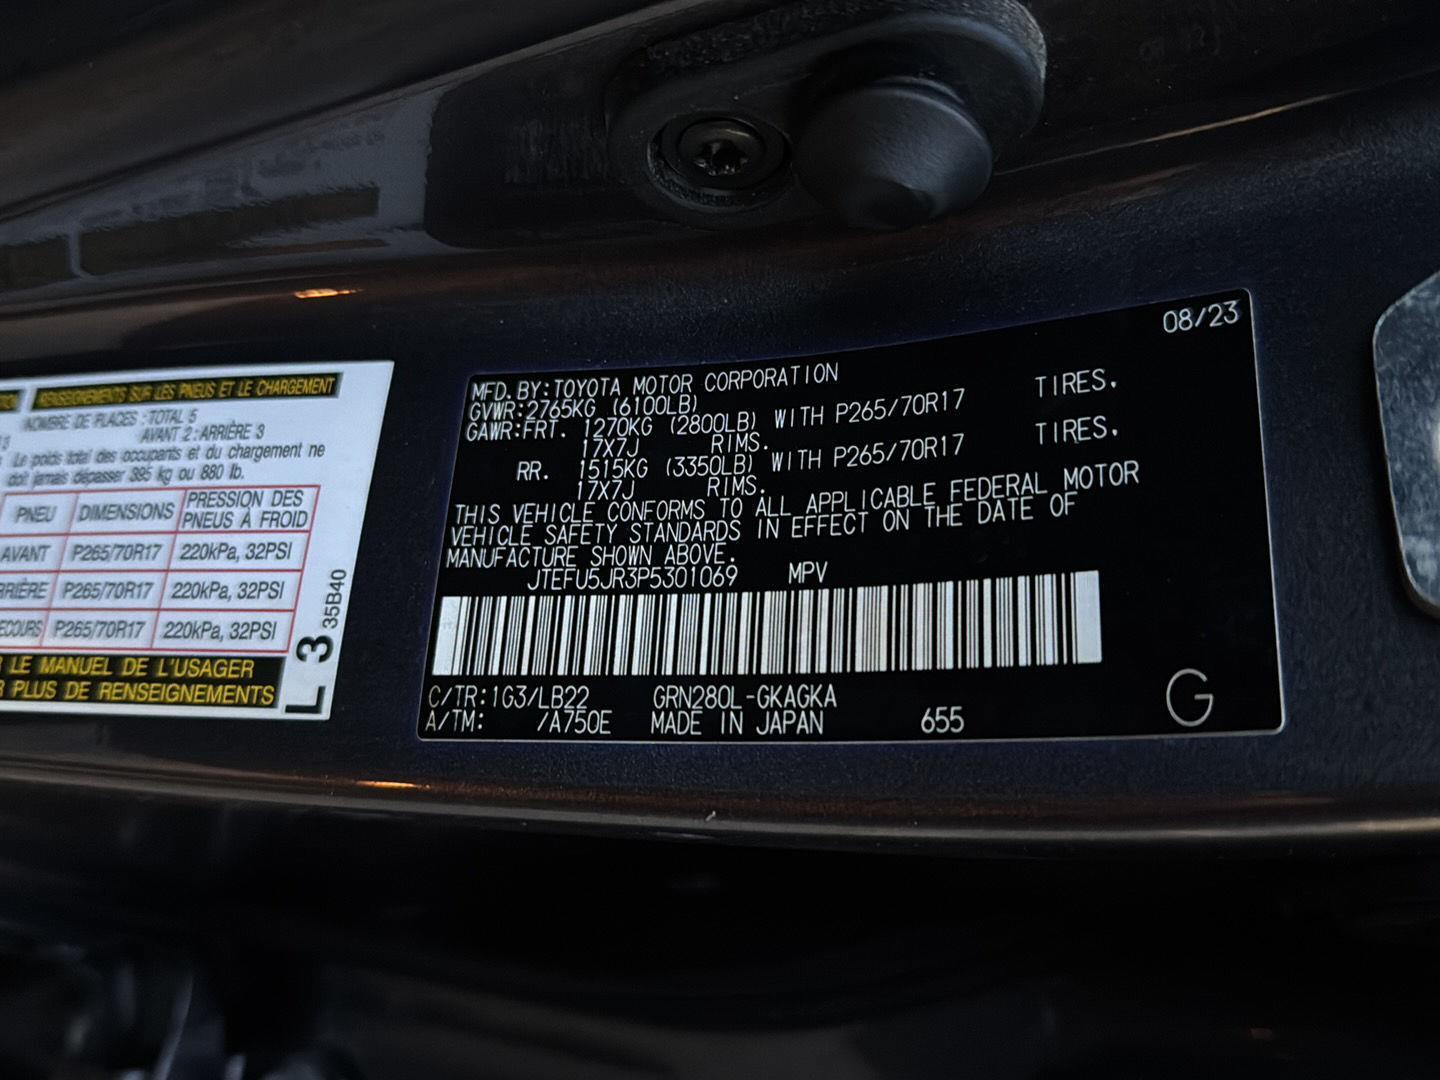 RENSEIGNEMENTS SUR LES PNEUS ET LE CHARGEMENT
NOMBRE DE PLACES : TOTAL 5
AVANT 2 : ARRIÈRE 3
Le poids total des occupants et du chargement ne
doit jamais dépasser 385 kg ou 880 lb.
PNEU DIMENSIONS PRESSION DES PNEUS À FROID
AVANT P265/70R17 220kPa, 32PSI
RRIÈRE P265/70R17 220kPa, 32PSI
ECOURS P265/70R17 220kPa, 32PSI
R LE MANUEL DE L'USAGER
R PLUS DE RENSEIGNEMENTS
L 3 35B40
08/23
MFD. BY: TOYOTA MOTOR CORPORATION
GVWR: 2765KG (6100LB)
GAWR: FRT. 1270KG (2800LB) WITH P265/70R17 TIRES.
17X7J RIMS.
RR. 1515KG (3350LB) WITH P265/70R17 TIRES.
17X7J RIMS.
THIS VEHICLE CONFORMS TO ALL APPLICABLE FEDERAL MOTOR
VEHICLE SAFETY STANDARDS IN EFFECT ON THE DATE OF
MANUFACTURE SHOWN ABOVE.
JTEFU5JR3P5301069 MPV
C/TR: 1G3/LB22 GRN280L-GKAGKA
A/TM: /A750E MADE IN JAPAN 655
G